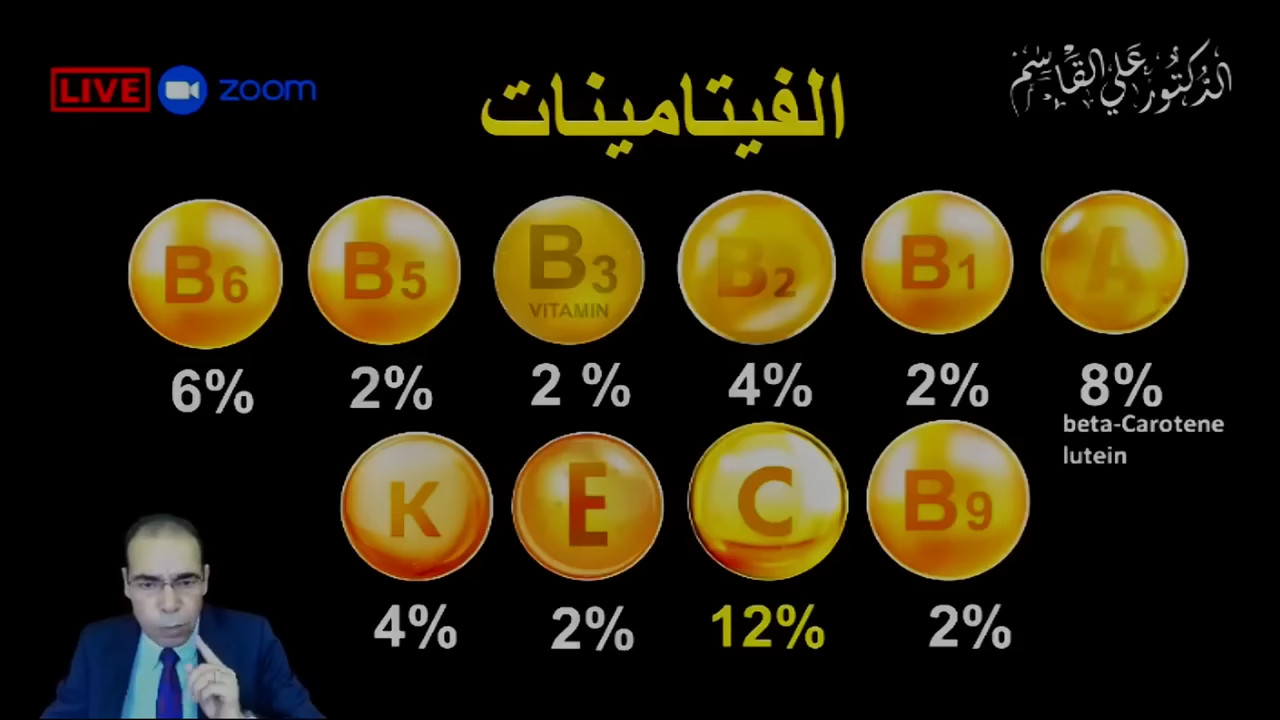 LIVE zoom
الفيتامينات
الدكتور علي القاسم
B6 B5 B3 B2 B1 A
VITAMIN
6% 2% 2 % 4% 2% 8%
beta-Carotene
lutein
K E C B9
4% 2% 12% 2%